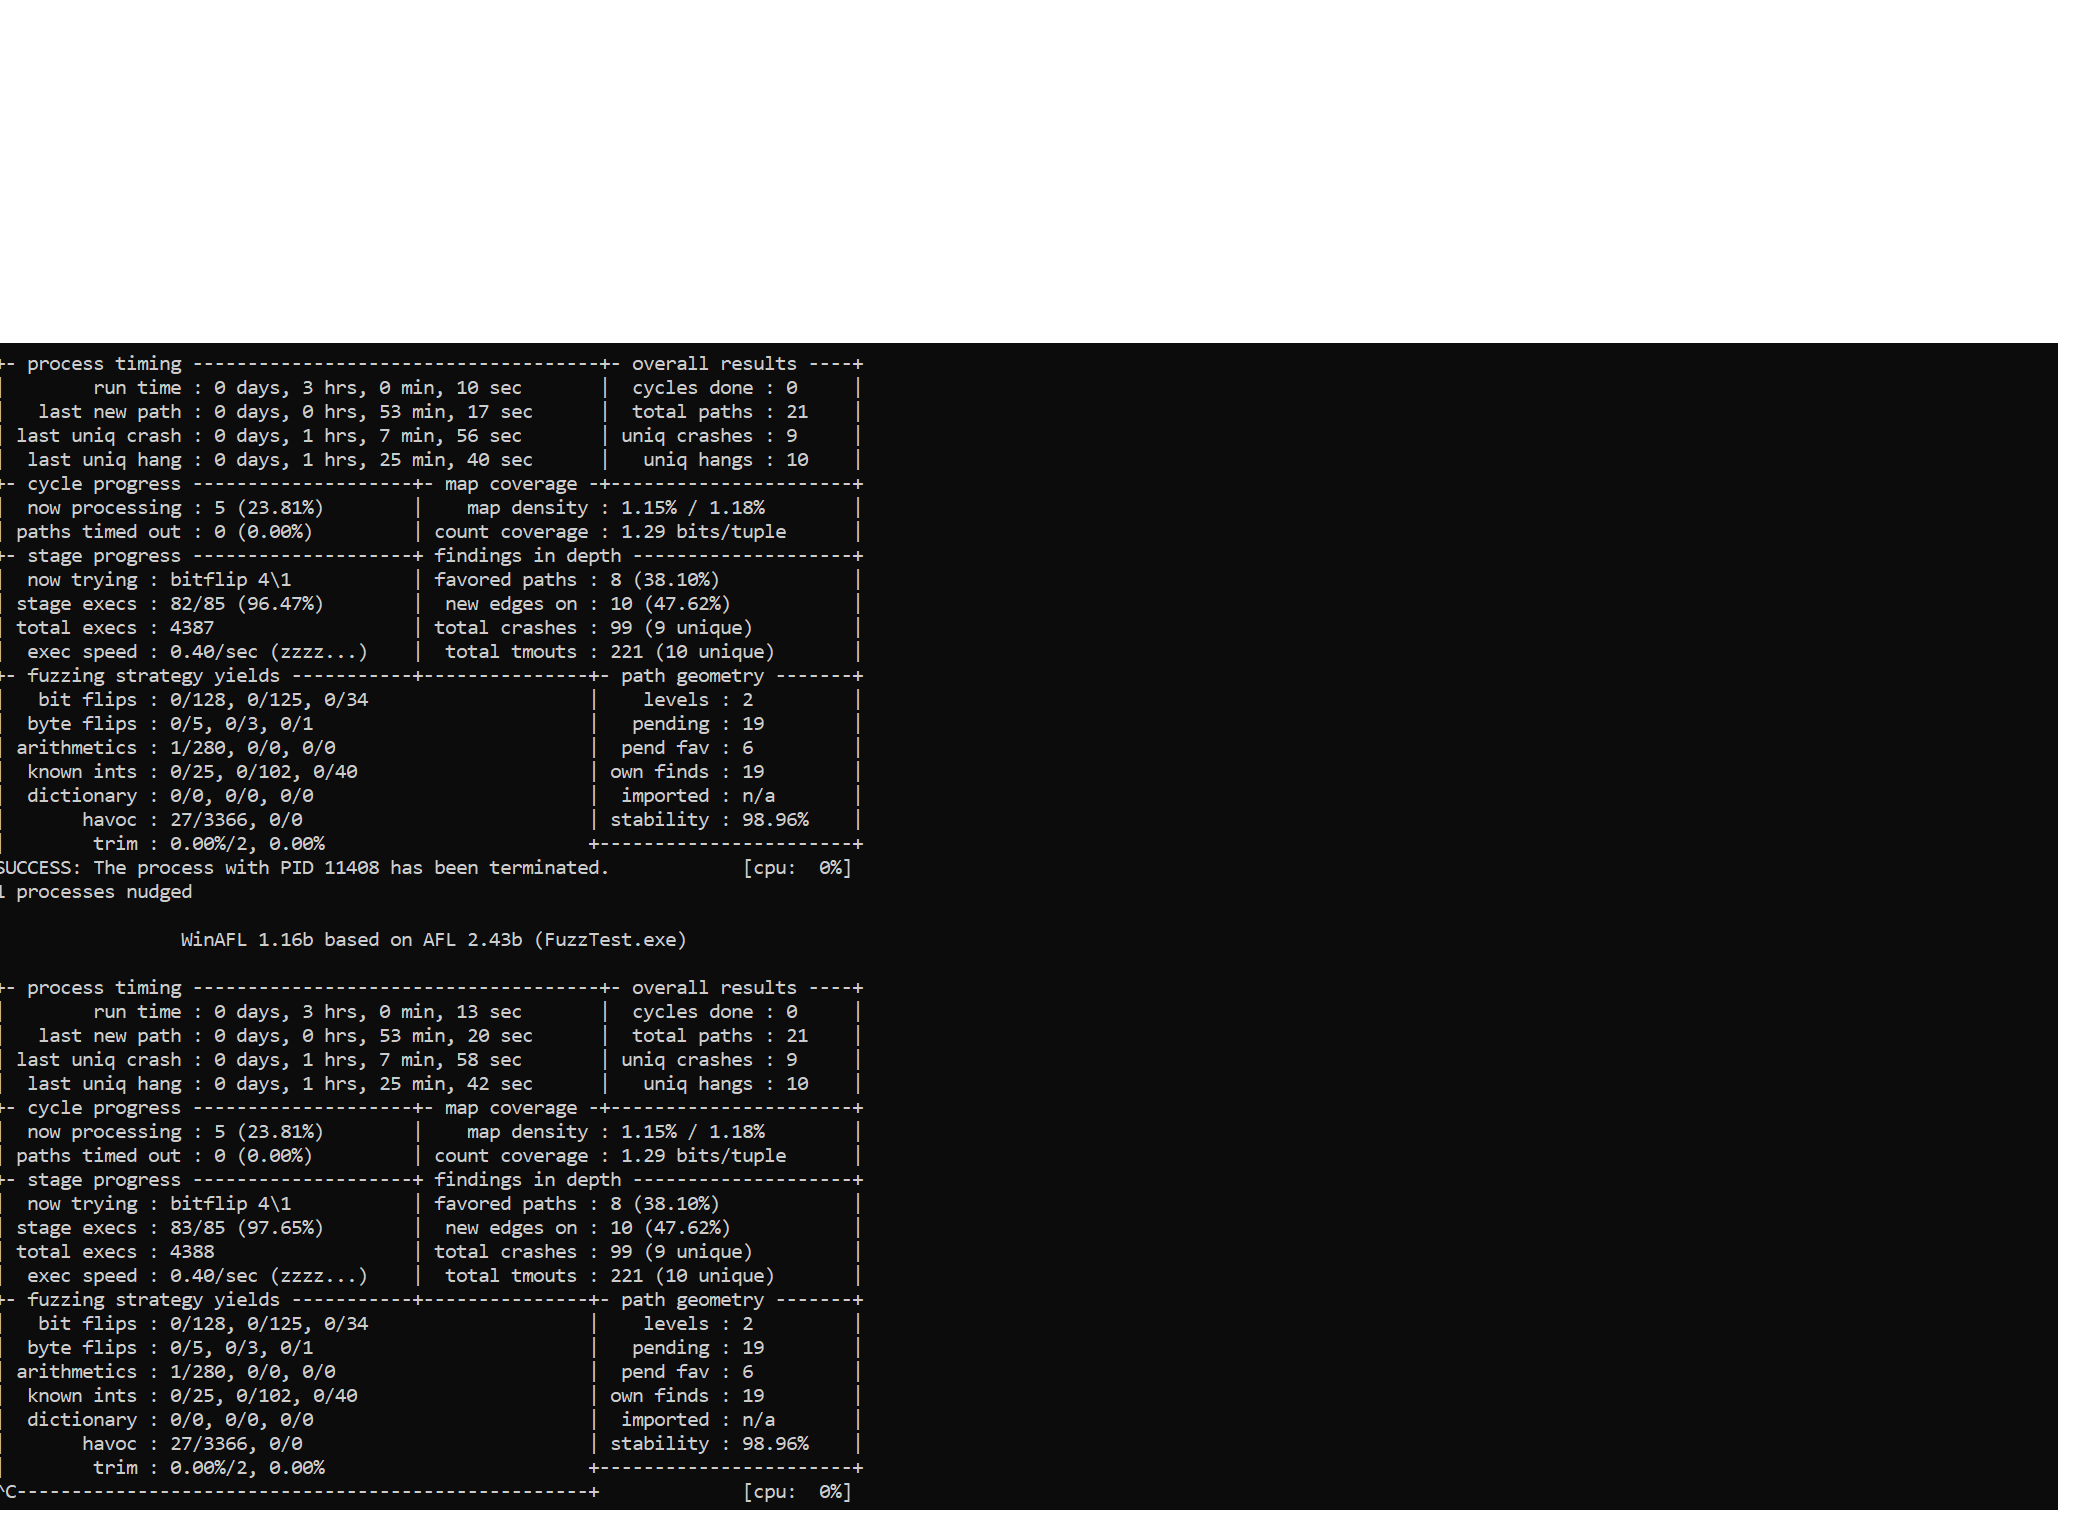 +- process timing -------------------------------------+- overall results ----+
|        run time : 0 days, 3 hrs, 0 min, 10 sec       |  cycles done : 0     |
|   last new path : 0 days, 0 hrs, 53 min, 17 sec      |  total paths : 21    |
| last uniq crash : 0 days, 1 hrs, 7 min, 56 sec       | uniq crashes : 9     |
|  last uniq hang : 0 days, 1 hrs, 25 min, 40 sec      |   uniq hangs : 10    |
+- cycle progress --------------------+- map coverage -+----------------------+
|  now processing : 5 (23.81%)        |    map density : 1.15% / 1.18%        |
| paths timed out : 0 (0.00%)         | count coverage : 1.29 bits/tuple      |
+- stage progress --------------------+ findings in depth --------------------+
|  now trying : bitflip 4\1           | favored paths : 8 (38.10%)            |
| stage execs : 82/85 (96.47%)        |  new edges on : 10 (47.62%)           |
| total execs : 4387                  | total crashes : 99 (9 unique)         |
|  exec speed : 0.40/sec (zzzz...)    |  total tmouts : 221 (10 unique)       |
+- fuzzing strategy yields -----------+---------------+- path geometry -------+
|   bit flips : 0/128, 0/125, 0/34                    |    levels : 2         |
|  byte flips : 0/5, 0/3, 0/1                         |   pending : 19        |
| arithmetics : 1/280, 0/0, 0/0                       |  pend fav : 6         |
|  known ints : 0/25, 0/102, 0/40                     | own finds : 19        |
|  dictionary : 0/0, 0/0, 0/0                         |  imported : n/a       |
|       havoc : 27/3366, 0/0                          | stability : 98.96%    |
|        trim : 0.00%/2, 0.00%                        +-----------------------+
SUCCESS: The process with PID 11408 has been terminated.            [cpu:  0%]
1 processes nudged
WinAFL 1.16b based on AFL 2.43b (FuzzTest.exe)
+- process timing -------------------------------------+- overall results ----+
|        run time : 0 days, 3 hrs, 0 min, 13 sec       |  cycles done : 0     |
|   last new path : 0 days, 0 hrs, 53 min, 20 sec      |  total paths : 21    |
| last uniq crash : 0 days, 1 hrs, 7 min, 58 sec       | uniq crashes : 9     |
|  last uniq hang : 0 days, 1 hrs, 25 min, 42 sec      |   uniq hangs : 10    |
+- cycle progress --------------------+- map coverage -+----------------------+
|  now processing : 5 (23.81%)        |    map density : 1.15% / 1.18%        |
| paths timed out : 0 (0.00%)         | count coverage : 1.29 bits/tuple      |
+- stage progress --------------------+ findings in depth --------------------+
|  now trying : bitflip 4\1           | favored paths : 8 (38.10%)            |
| stage execs : 83/85 (97.65%)        |  new edges on : 10 (47.62%)           |
| total execs : 4388                  | total crashes : 99 (9 unique)         |
|  exec speed : 0.40/sec (zzzz...)    |  total tmouts : 221 (10 unique)       |
+- fuzzing strategy yields -----------+---------------+- path geometry -------+
|   bit flips : 0/128, 0/125, 0/34                    |    levels : 2         |
|  byte flips : 0/5, 0/3, 0/1                         |   pending : 19        |
| arithmetics : 1/280, 0/0, 0/0                       |  pend fav : 6         |
|  known ints : 0/25, 0/102, 0/40                     | own finds : 19        |
|  dictionary : 0/0, 0/0, 0/0                         |  imported : n/a       |
|       havoc : 27/3366, 0/0                          | stability : 98.96%    |
|        trim : 0.00%/2, 0.00%                        +-----------------------+
^C----------------------------------------------------+             [cpu:  0%]